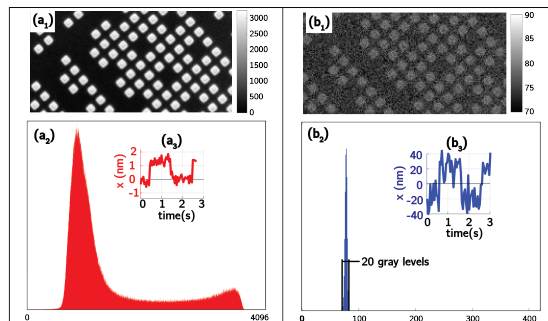 (a1)
3000
2500
2000
1500
1000
500
0
(b1)
90
85
80
75
70
(a2)
(a3)
x (nm)
2
1
0
-1
0 1 2 3
time(s)
0 4096
(b2)
(b3)
x (nm)
40
20
0
-20
-40
0 1 2 3
time(s)
20 gray levels
0 100 200 300 400